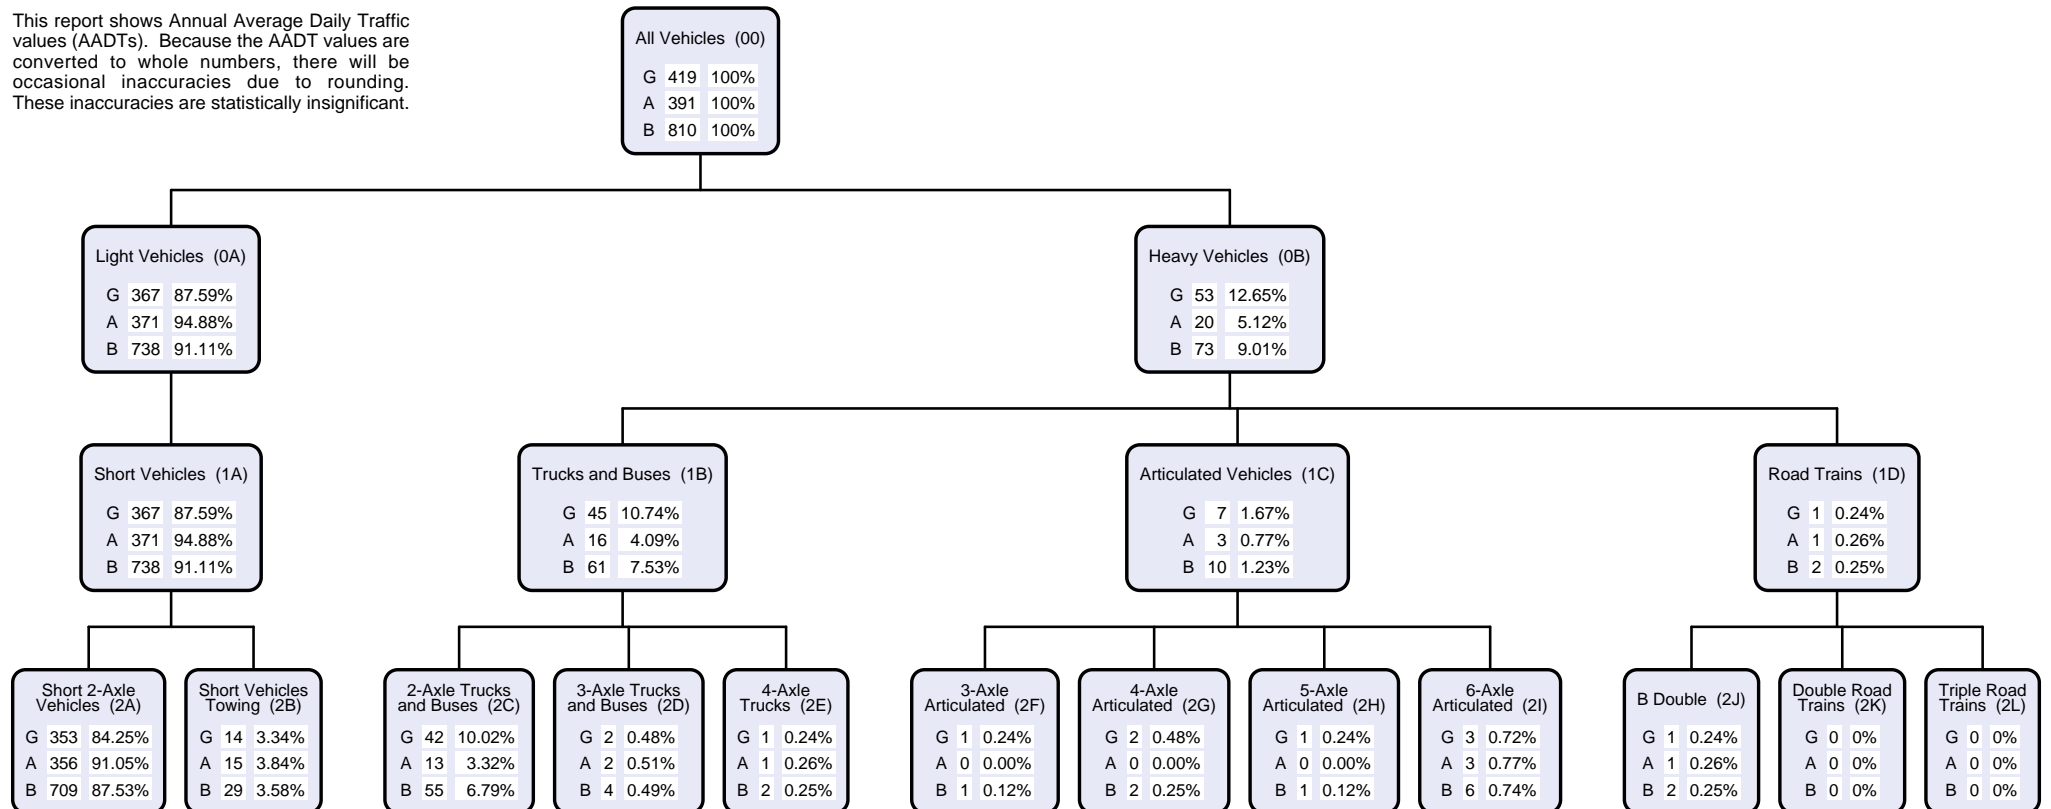 This report shows Annual Average Daily Traffic
values (AADTs). Because the AADT values are
converted to whole numbers, there will be
occasional inaccuracies due to rounding.
These inaccuracies are statistically insignificant.
All Vehicles (00)
G 419 100%
A 391 100%
B 810 100%
Light Vehicles (0A)
G 367 87.59%
A 371 94.88%
B 738 91.11%
Heavy Vehicles (0B)
G 53 12.65%
A 20 5.12%
B 73 9.01%
Short Vehicles (1A)
G 367 87.59%
A 371 94.88%
B 738 91.11%
Trucks and Buses (1B)
G 45 10.74%
A 16 4.09%
B 61 7.53%
Articulated Vehicles (1C)
G 7 1.67%
A 3 0.77%
B 10 1.23%
Road Trains (1D)
G 1 0.24%
A 1 0.26%
B 2 0.25%
Short 2-Axle
Vehicles (2A)
G 353 84.25%
A 356 91.05%
B 709 87.53%
Short Vehicles
Towing (2B)
G 14 3.34%
A 15 3.84%
B 29 3.58%
2-Axle Trucks
and Buses (2C)
G 42 10.02%
A 13 3.32%
B 55 6.79%
3-Axle Trucks
and Buses (2D)
G 2 0.48%
A 2 0.51%
B 4 0.49%
4-Axle
Trucks (2E)
G 1 0.24%
A 1 0.26%
B 2 0.25%
3-Axle
Articulated (2F)
G 1 0.24%
A 0 0.00%
B 1 0.12%
4-Axle
Articulated (2G)
G 2 0.48%
A 0 0.00%
B 2 0.25%
5-Axle
Articulated (2H)
G 1 0.24%
A 0 0.00%
B 1 0.12%
6-Axle
Articulated (2I)
G 3 0.72%
A 3 0.77%
B 6 0.74%
B Double (2J)
G 1 0.24%
A 1 0.26%
B 2 0.25%
Double Road
Trains (2K)
G 0 0%
A 0 0%
B 0 0%
Triple Road
Trains (2L)
G 0 0%
A 0 0%
B 0 0%